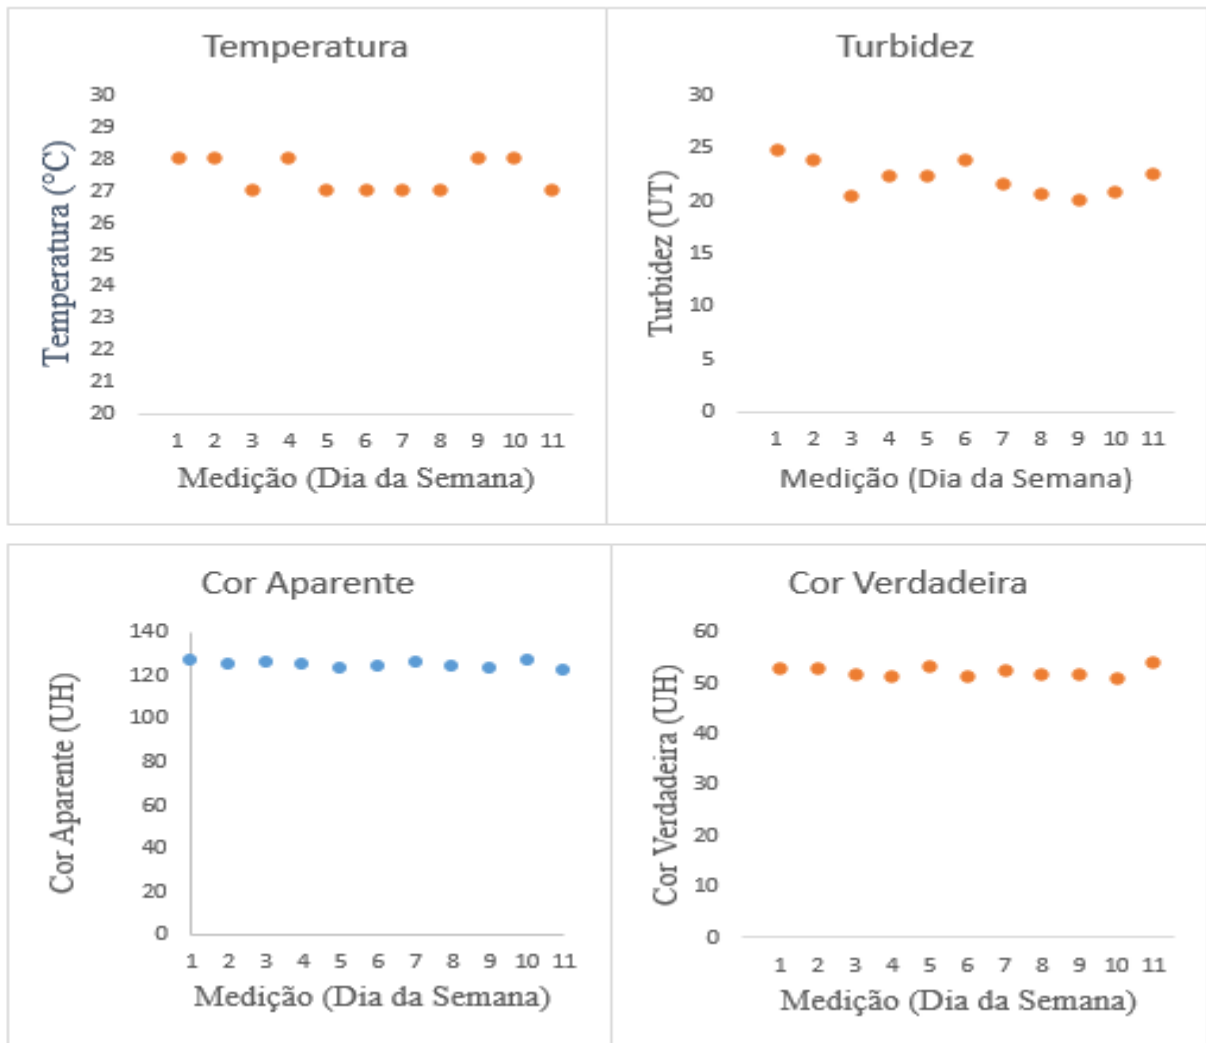 Temperatura
30
29
28
27
26
25
24
23
22
21
20
Temperatura (°C)
1 2 3 4 5 6 7 8 9 10 11
Medição (Dia da Semana)
Turbidez
30
25
20
15
10
5
0
Turbidez (UT)
1 2 3 4 5 6 7 8 9 10 11
Medição (Dia da Semana)
Cor Aparente
140
120
100
80
60
40
20
0
Cor Aparente (UH)
1 2 3 4 5 6 7 8 9 10 11
Medição (Dia da Semana)
Cor Verdadeira
60
50
40
30
20
10
0
Cor Verdadeira (UH)
1 2 3 4 5 6 7 8 9 10 11
Medição (Dia da Semana)